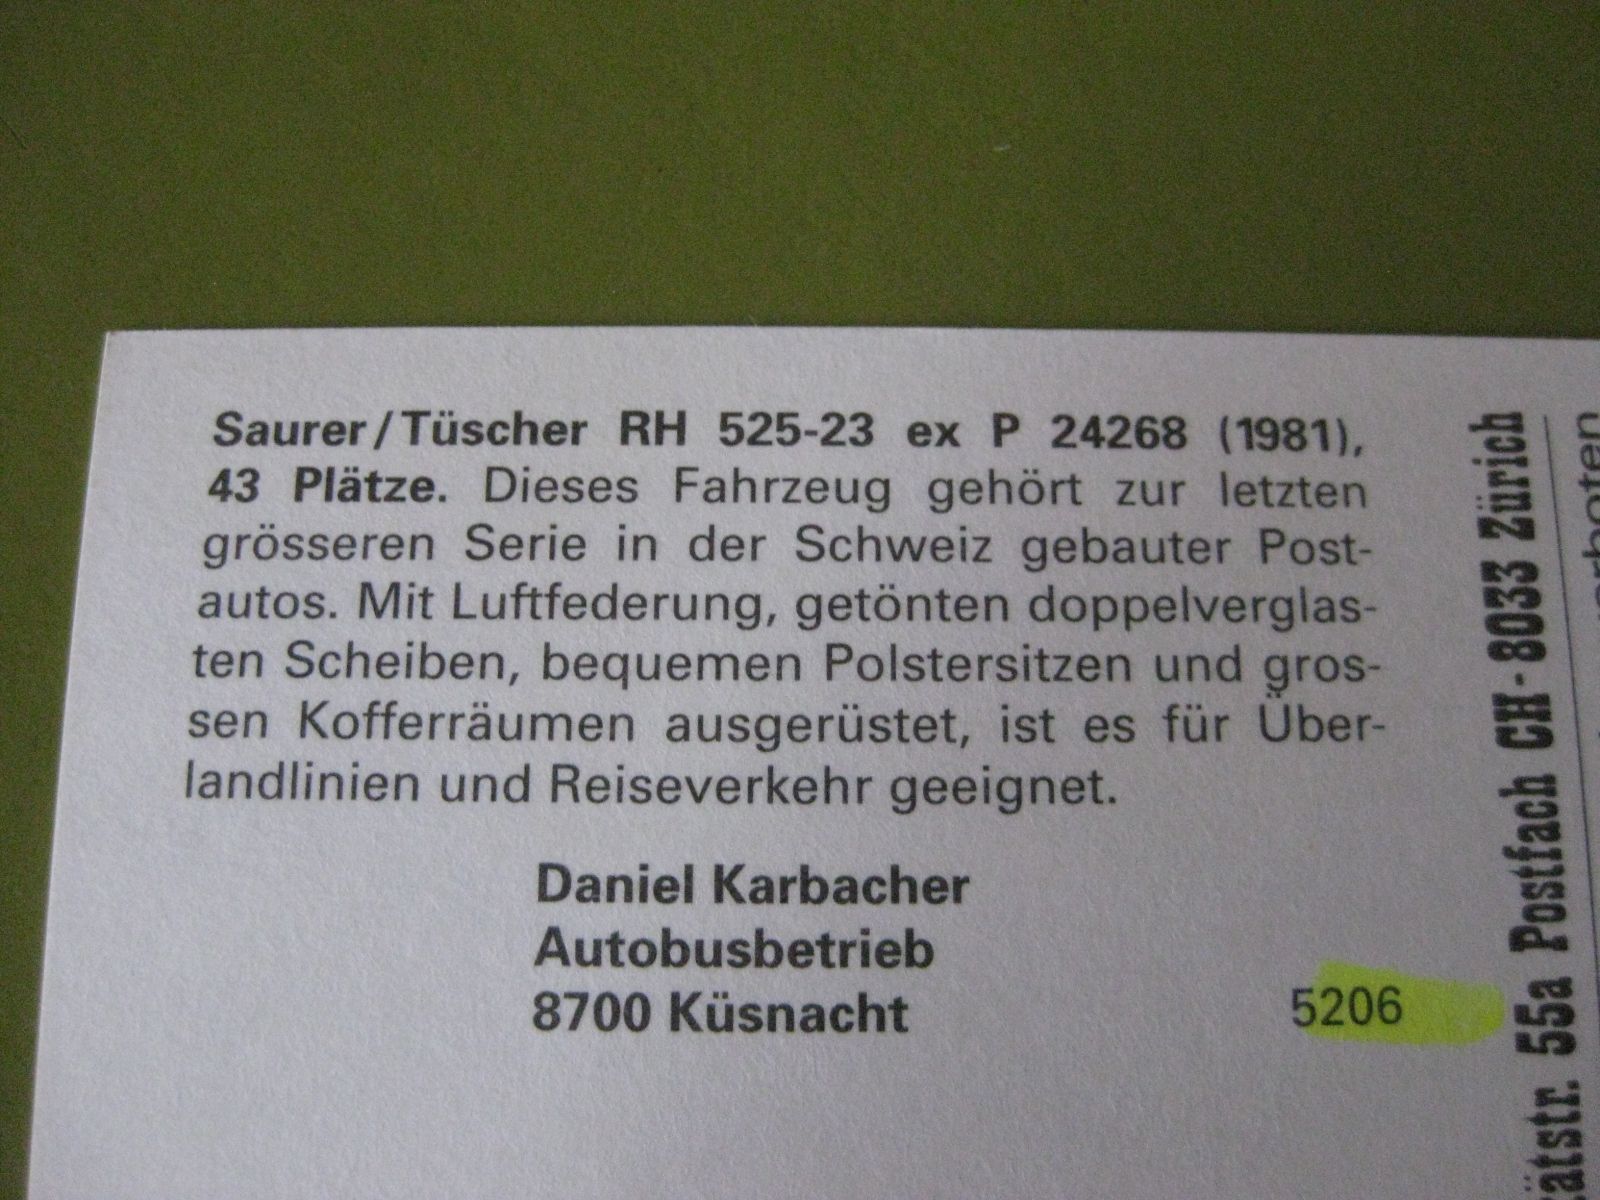 Saurer/Tüscher RH 525-23 ex P 24268 (1981),
43 Plätze. Dieses Fahrzeug gehört zur letzten
grösseren Serie in der Schweiz gebauter Post-
autos. Mit Luftfederung, getönten doppelverglas-
ten Scheiben, bequemen Polstersitzen und gros-
sen Kofferräumen ausgerüstet, ist es für Über-
landlinien und Reiseverkehr geeignet.
Daniel Karbacher
Autobusbetrieb
8700 Küsnacht
5206
55a Postfach CH-8033 Zürich